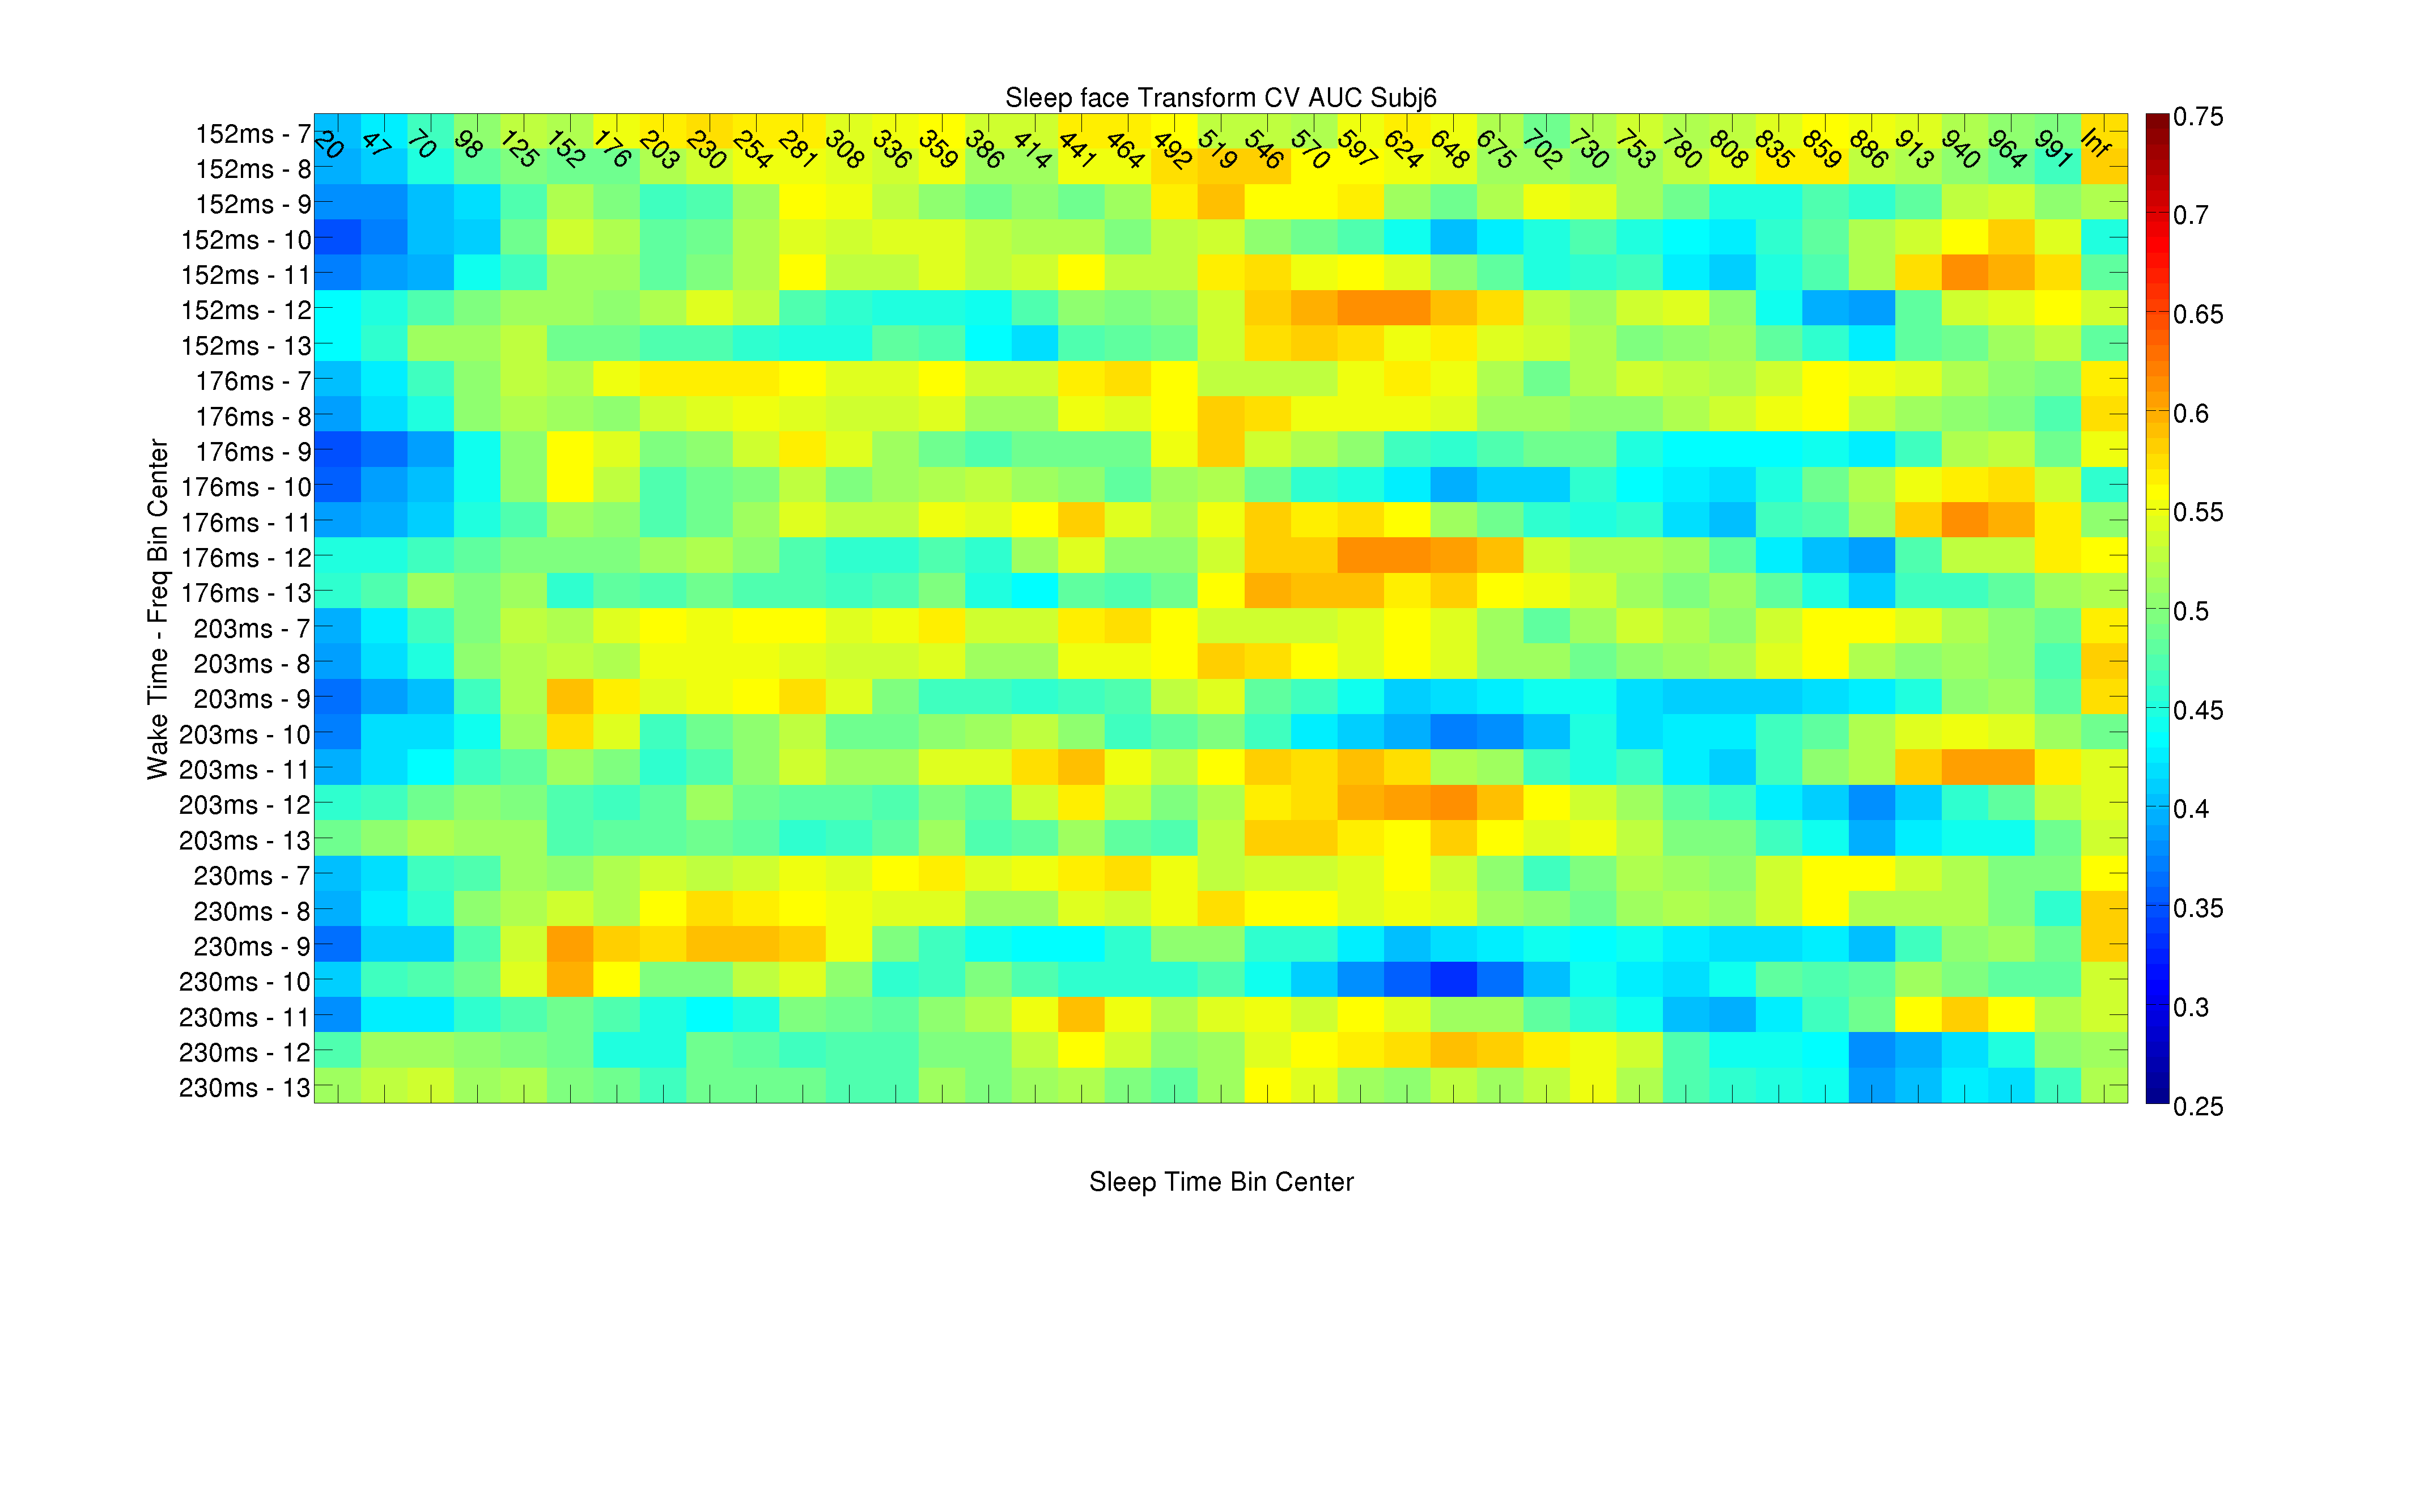 Sleep face Transform CV AUC Subj6
20 47 70 98 125 152 176 203 230 254 281 308 336 359 386 414 441 464 492 519 546 570 597 624 648 675 702 730 753 780 808 835 859 886 913 940 964 991 Inf
152ms - 7
152ms - 8
152ms - 9
152ms - 10
152ms - 11
152ms - 12
152ms - 13
176ms - 7
176ms - 8
176ms - 9
176ms - 10
176ms - 11
176ms - 12
176ms - 13
203ms - 7
203ms - 8
203ms - 9
203ms - 10
203ms - 11
203ms - 12
203ms - 13
230ms - 7
230ms - 8
230ms - 9
230ms - 10
230ms - 11
230ms - 12
230ms - 13
Wake Time - Freq Bin Center
Sleep Time Bin Center
0.75
0.7
0.65
0.6
0.55
0.5
0.45
0.4
0.35
0.3
0.25